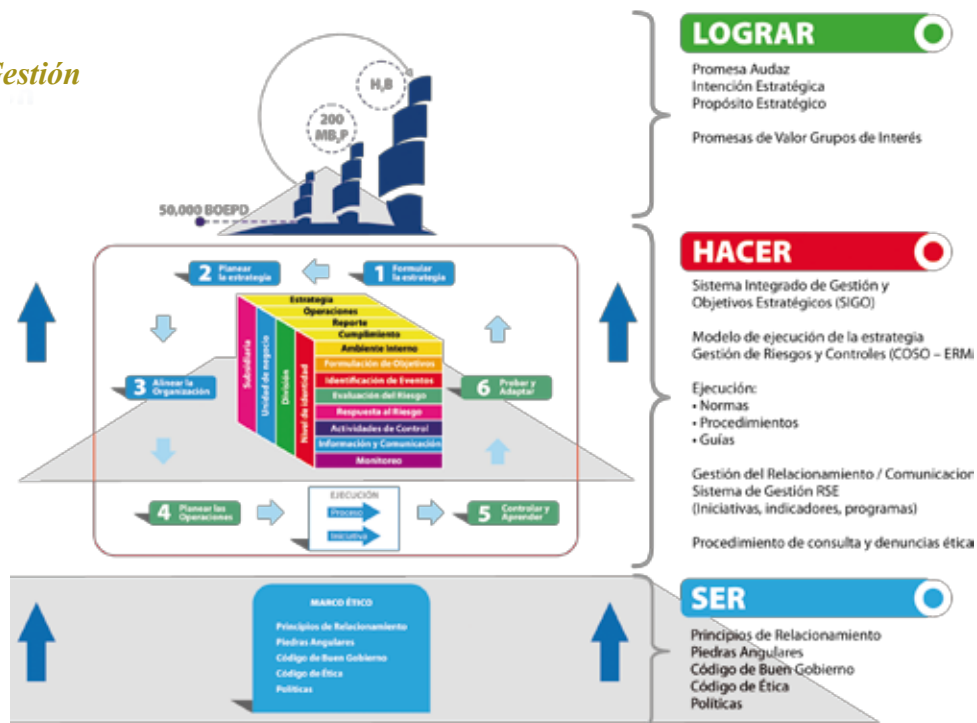 Gestión
H₁B
200
MB₁P
50,000 BOEPD
1 Formular
la estrategia
2 Planear
la estrategia
3 Alinear la
Organización
4 Planear las
Operaciones
EJECUCIÓN
Proceso
Iniciativa
5 Controlar y
Aprender
6 Probar y
Adaptar
Estrategia
Operaciones
Reporte
Cumplimiento
Ambiente Interno
Formulación de Objetivos
Identificación de Eventos
Evaluación del Riesgo
Respuesta al Riesgo
Actividades de Control
Información y Comunicación
Monitoreo
Subsidiaria
Unidad de negocio
División
Nivel de identidad
MARCO ÉTICO
Principios de Relacionamiento
Piedras Angulares
Código de Buen Gobierno
Código de Ética
Políticas
LOGRAR
Promesa Audaz
Intención Estratégica
Propósito Estratégico
Promesas de Valor Grupos de Interés
HACER
Sistema Integrado de Gestión y
Objetivos Estratégicos (SIGO)
Modelo de ejecución de la estrategia
Gestión de Riesgos y Controles (COSO – ERM
Ejecución:
• Normas
• Procedimientos
• Guías
Gestión del Relacionamiento / Comunicacion
Sistema de Gestión RSE
(Iniciativas, indicadores, programas)
Procedimiento de consulta y denuncias ética
SER
Principios de Relacionamiento
Piedras Angulares
Código de Buen Gobierno
Código de Ética
Políticas